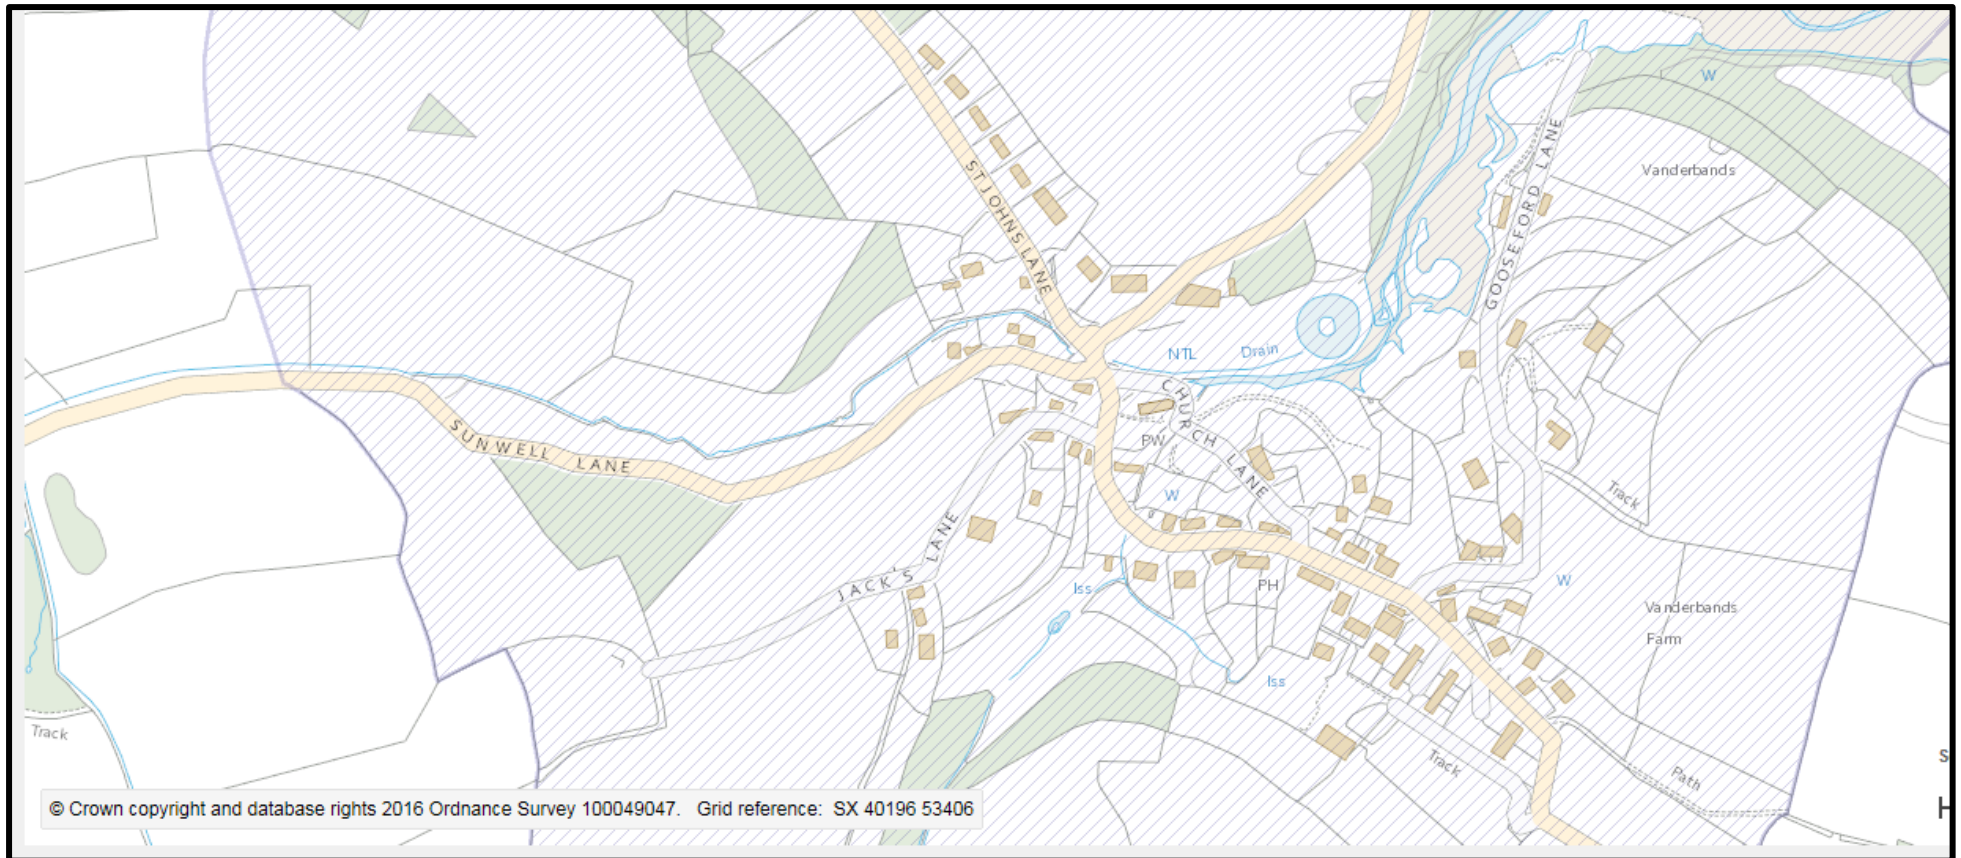 W
ST JOHNS LANE
GOOSEFORD LANE
Vanderbands
NTL
Drain
CHURCH LANE
PW
SUNWELL LANE
W
Track
JACK'S LANE
Iss
PH
W
Vanderbands
Farm
Iss
Track
Track
Path
S
H
© Crown copyright and database rights 2016 Ordnance Survey 100049047. Grid reference: SX 40196 53406